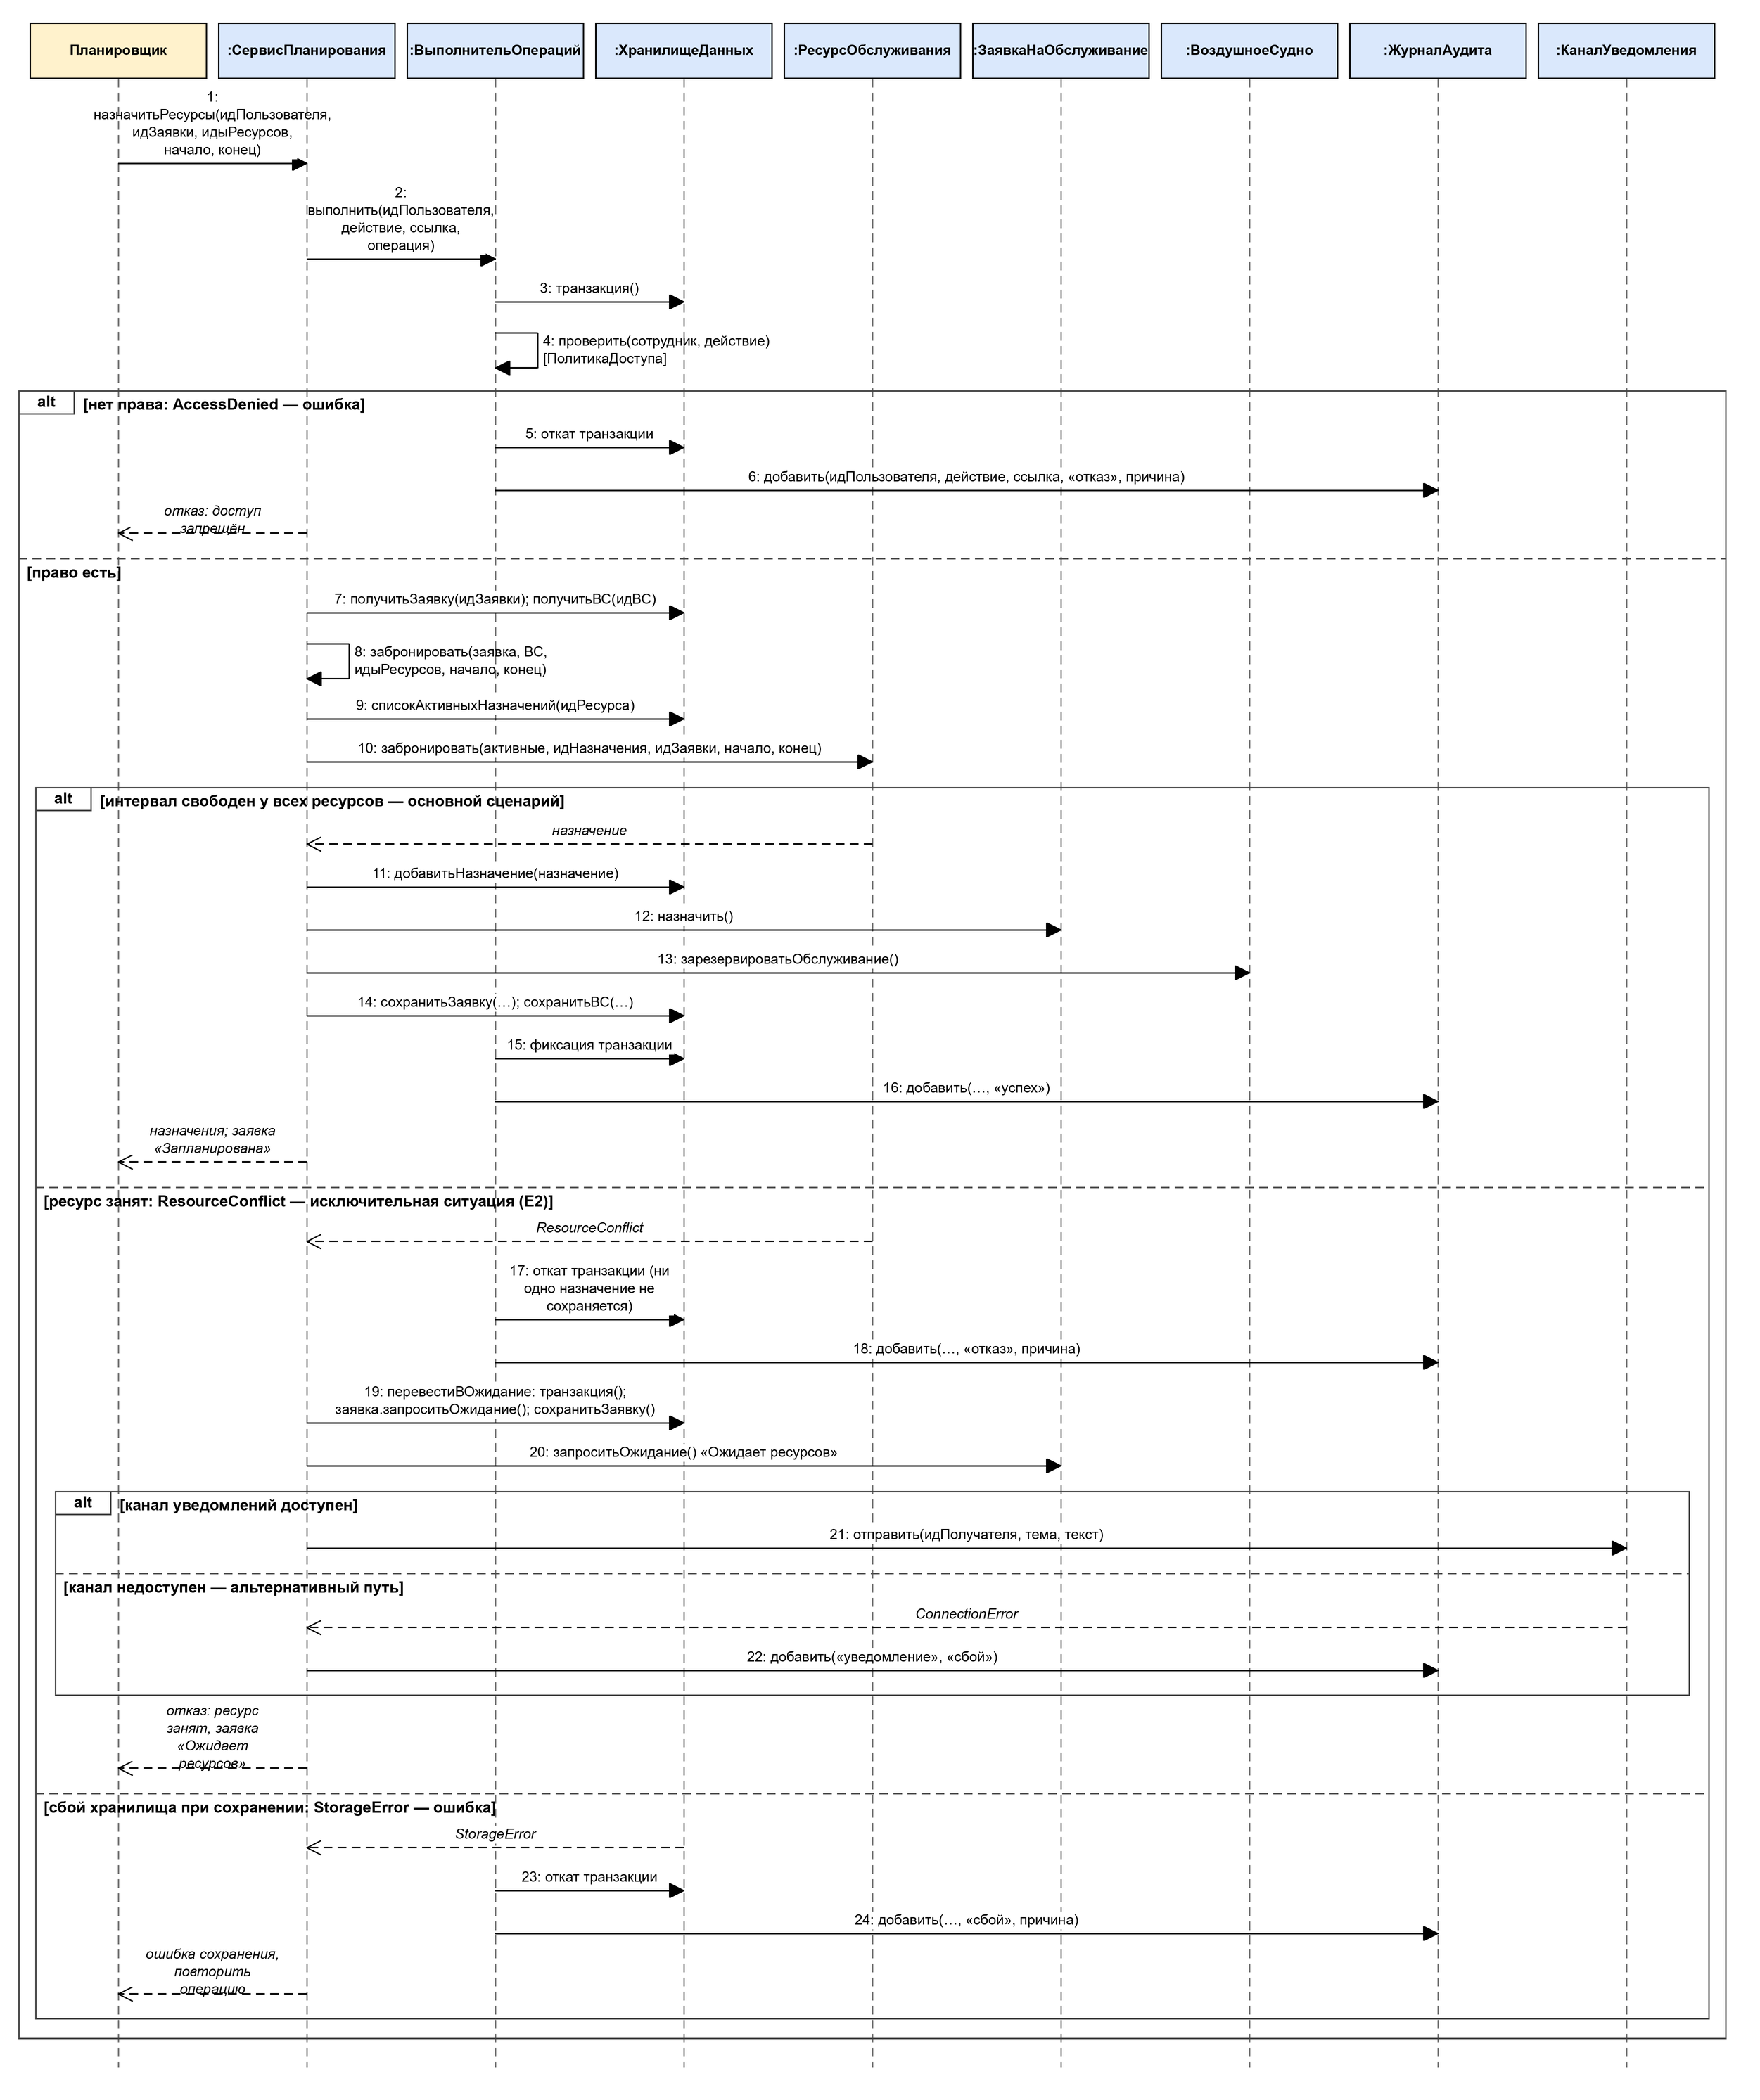 Планировщик
:СервисПланирования
:ВыполнительОпераций
:ХранилищеДанных
:РесурсОбслуживания
:ЗаявкаНаОбслуживание
:ВоздушноеСудно
:ЖурналАудита
:КаналУведомления
1:
назначитьРесурсы(идПользователя,
идЗаявки, идыРесурсов,
начало, конец)
2:
выполнить(идПользователя,
действие, ссылка,
операция)
3: транзакция()
4: проверить(сотрудник, действие)
[ПолитикаДоступа]
alt
[нет права: AccessDenied — ошибка]
5: откат транзакции
6: добавить(идПользователя, действие, ссылка, «отказ», причина)
отказ: доступ
запрещён
[право есть]
7: получитьЗаявку(идЗаявки); получитьВС(идВС)
8: забронировать(заявка, ВС,
идыРесурсов, начало, конец)
9: списокАктивныхНазначений(идРесурса)
10: забронировать(активные, идНазначения, идЗаявки, начало, конец)
alt
[интервал свободен у всех ресурсов — основной сценарий]
назначение
11: добавитьНазначение(назначение)
12: назначить()
13: зарезервироватьОбслуживание()
14: сохранитьЗаявку(…); сохранитьВС(…)
15: фиксация транзакции
16: добавить(…, «успех»)
назначения; заявка
«Запланирована»
[ресурс занят: ResourceConflict — исключительная ситуация (E2)]
ResourceConflict
17: откат транзакции (ни
одно назначение не
сохраняется)
18: добавить(…, «отказ», причина)
19: перевестиВОжидание: транзакция();
заявка.запроситьОжидание(); сохранитьЗаявку()
20: запроситьОжидание() «Ожидает ресурсов»
alt
[канал уведомлений доступен]
21: отправить(идПолучателя, тема, текст)
[канал недоступен — альтернативный путь]
ConnectionError
22: добавить(«уведомление», «сбой»)
отказ: ресурс
занят, заявка
«Ожидает
ресурсов»
[сбой хранилища при сохранении: StorageError — ошибка]
StorageError
23: откат транзакции
24: добавить(…, «сбой», причина)
ошибка сохранения,
повторить
операцию